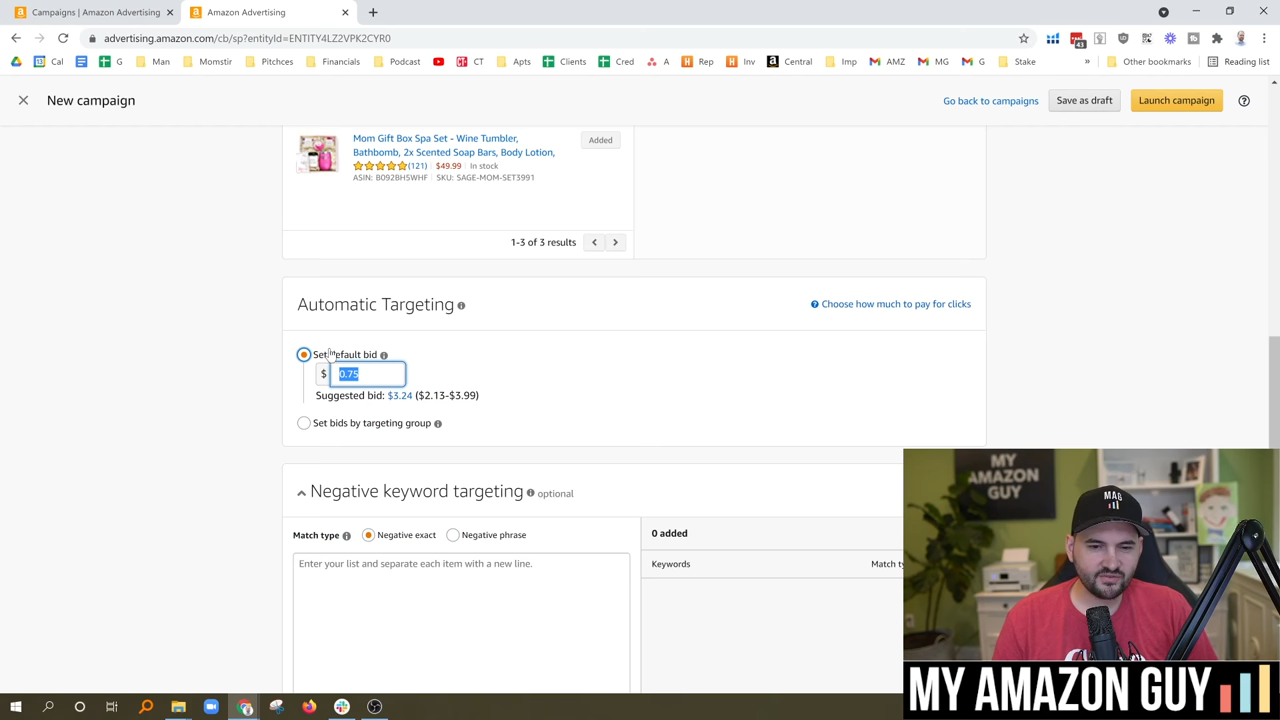 Campaigns | Amazon Advertising
Amazon Advertising
advertising.amazon.com/cb/sp?entityId=ENTITY4LZ2VPK2CYR0
43
Cal
G
Man
Momstir
Pitchces
Financials
Podcast
CT
Apts
Clients
Cred
A
Rep
Inv
Central
Imp
AMZ
MG
G
Stake
»
Other bookmarks
Reading list
New campaign
Go back to campaigns
Save as draft
Launch campaign
Mom Gift Box Spa Set - Wine Tumbler,
Bathbomb, 2x Scented Soap Bars, Body Lotion,
(121) $49.99 In stock
ASIN: B092BH5WHF SKU: SAGE-MOM-SET3991
Added
1-3 of 3 results
Automatic Targeting
Choose how much to pay for clicks
Set default bid
$ 0.75
Suggested bid: $3.24 ($2.13-$3.99)
Set bids by targeting group
Negative keyword targeting optional
Match type
Negative exact
Negative phrase
0 added
Enter your list and separate each item with a new line.
Keywords
Match ty
MY
AMAZON
GUY
MAG
MY AMAZON GUY